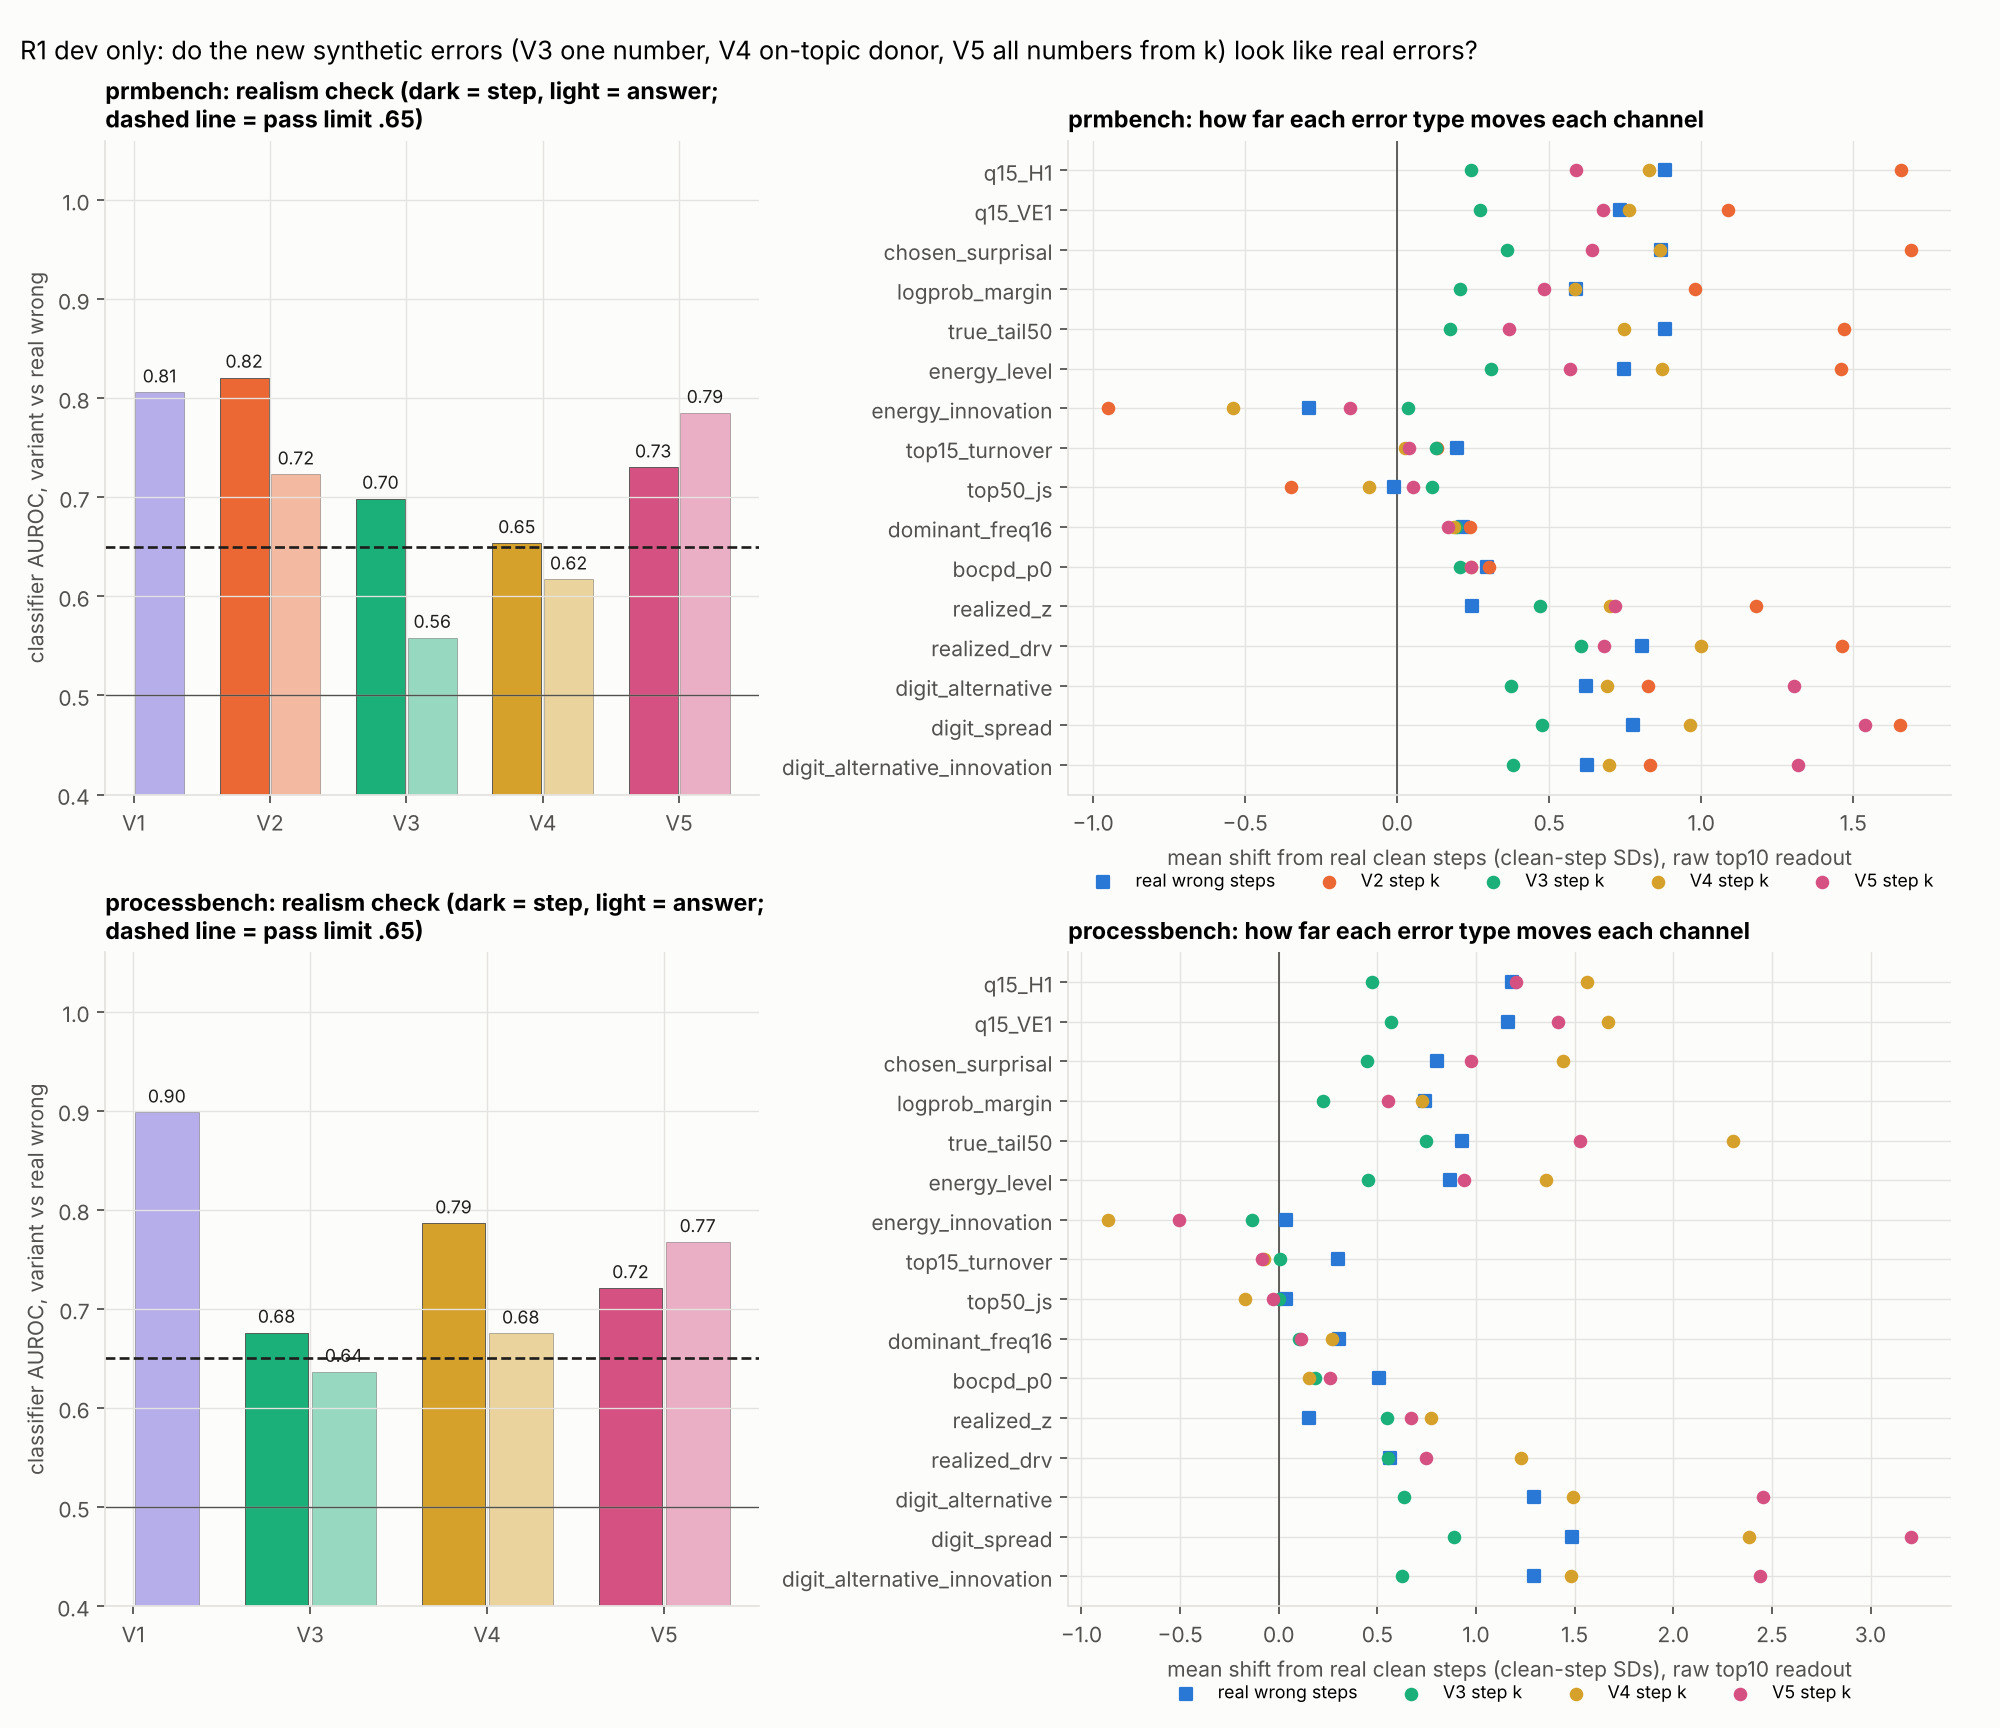 R1 dev only: do the new synthetic errors (V3 one number, V4 on-topic donor, V5 all numbers from k) look like real errors?
prmbench: realism check (dark = step, light = answer;
dashed line = pass limit .65)
classifier AUROC, variant vs real wrong
1.0
0.9
0.8
0.7
0.6
0.5
0.4
0.81
0.82
0.72
0.70
0.56
0.65
0.62
0.73
0.79
V1
V2
V3
V4
V5
prmbench: how far each error type moves each channel
q15_H1
q15_VE1
chosen_surprisal
logprob_margin
true_tail50
energy_level
energy_innovation
top15_turnover
top50_js
dominant_freq16
bocpd_p0
realized_z
realized_drv
digit_alternative
digit_spread
digit_alternative_innovation
−1.0
−0.5
0.0
0.5
1.0
1.5
mean shift from real clean steps (clean-step SDs), raw top10 readout
real wrong steps
V2 step k
V3 step k
V4 step k
V5 step k
processbench: realism check (dark = step, light = answer;
dashed line = pass limit .65)
classifier AUROC, variant vs real wrong
1.0
0.9
0.8
0.7
0.6
0.5
0.4
0.90
0.68
0.64
0.79
0.68
0.72
0.77
V1
V3
V4
V5
processbench: how far each error type moves each channel
q15_H1
q15_VE1
chosen_surprisal
logprob_margin
true_tail50
energy_level
energy_innovation
top15_turnover
top50_js
dominant_freq16
bocpd_p0
realized_z
realized_drv
digit_alternative
digit_spread
digit_alternative_innovation
−1.0
−0.5
0.0
0.5
1.0
1.5
2.0
2.5
3.0
mean shift from real clean steps (clean-step SDs), raw top10 readout
real wrong steps
V3 step k
V4 step k
V5 step k